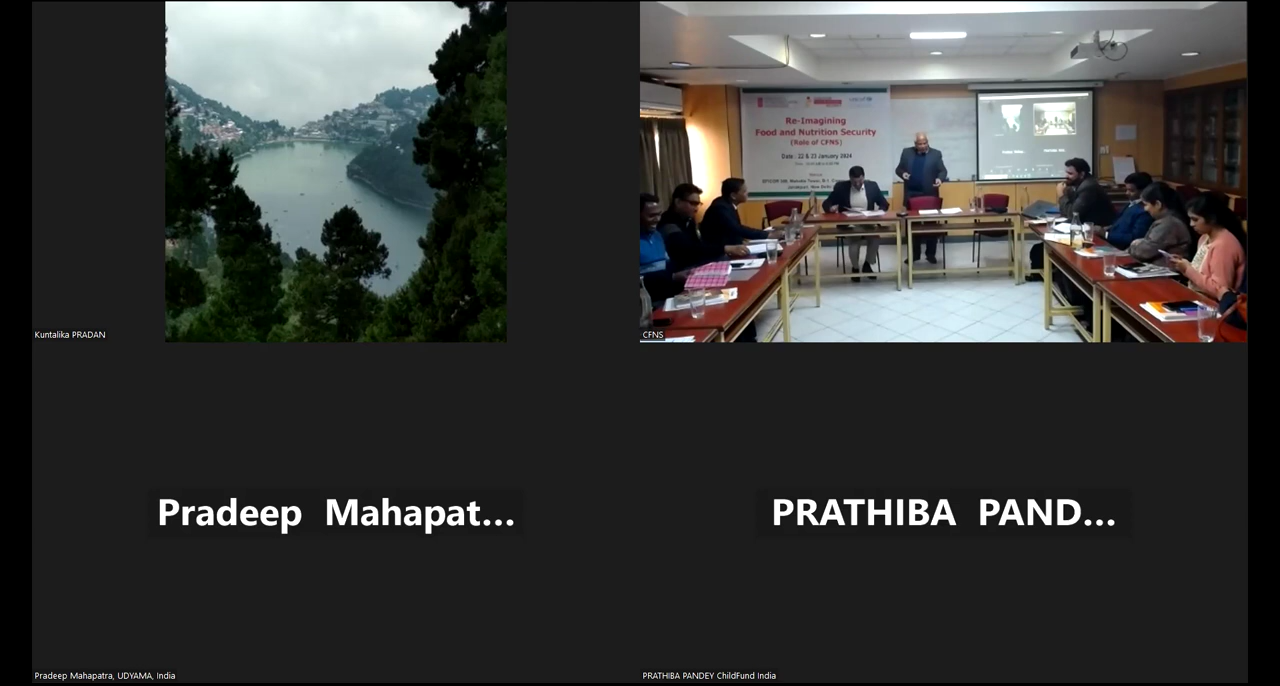 Kuntalika PRADAN
Re-Imagining
Food and Nutrition Security
(Role of CFNS)
Date : 22 & 23 January 2024
CFNS
Pradeep Mahapat...
PRATHIBA PAND...
Pradeep Mahapatra, UDYAMA, India
PRATHIBA PANDEY ChildFund India